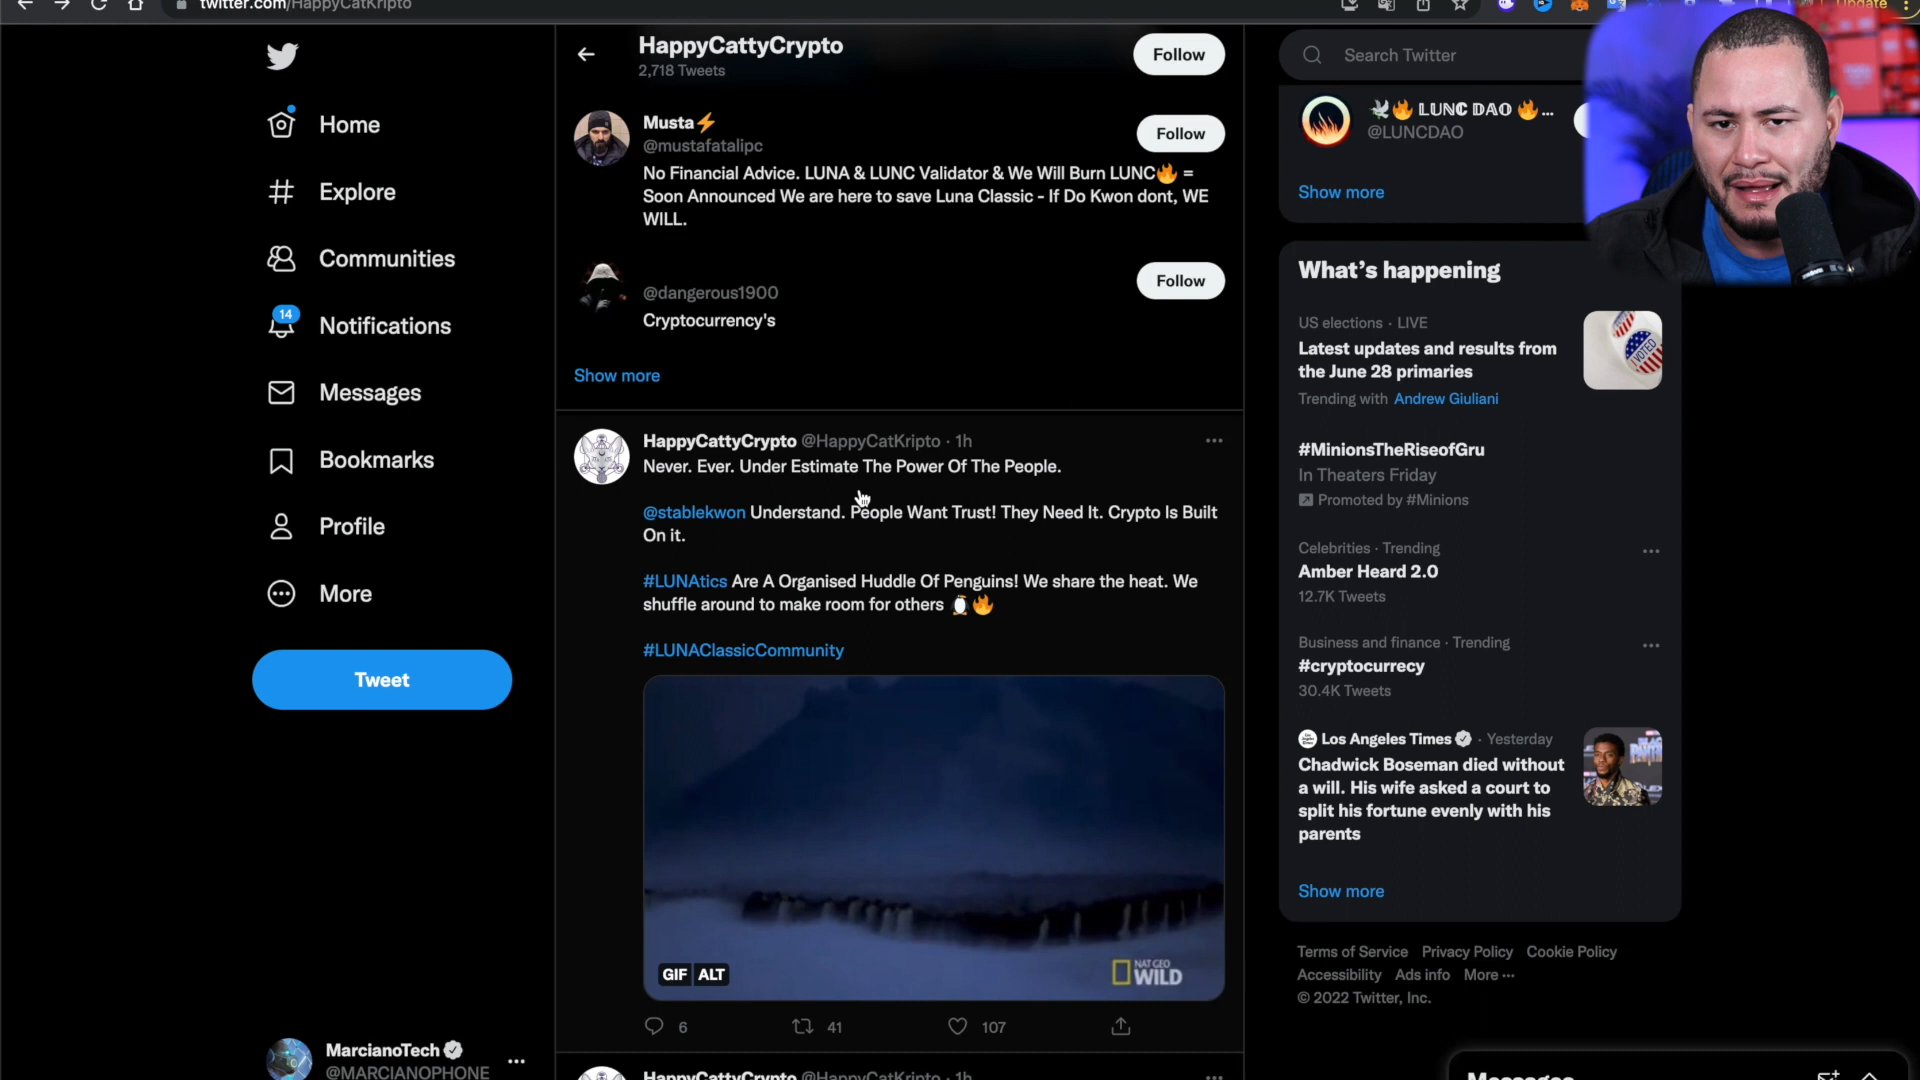 twitter.com/HappyCatKripto
Update
Home
Explore
Communities
14
Notifications
Messages
Bookmarks
Profile
More
Tweet
MarcianoTech
@MARCIANOPHONE
HappyCattyCrypto
2,718 Tweets
Follow
Musta⚡
@mustafatalipc
Follow
No Financial Advice. LUNA & LUNC Validator & We Will Burn LUNC🔥 =
Soon Announced We are here to save Luna Classic - If Do Kwon dont, WE
WILL.
@dangerous1900
Follow
Cryptocurrency's
Show more
HappyCattyCrypto @HappyCatKripto · 1h
Never. Ever. Under Estimate The Power Of The People.
@stablekwon Understand. People Want Trust! They Need It. Crypto Is Built
On it.
#LUNAtics Are A Organised Huddle Of Penguins! We share the heat. We
shuffle around to make room for others 🐧🔥
#LUNAClassicCommunity
GIF ALT
NAT GEO
WILD
6 41 107
HappyCattyCrypto @HappyCatKripto · 1h
Search Twitter
🕊🔥 LUNC DAO 🔥...
@LUNCDAO
Show more
What's happening
US elections · LIVE
Latest updates and results from
the June 28 primaries
Trending with Andrew Giuliani
I VOTED
#MinionsTheRiseofGru
In Theaters Friday
Promoted by #Minions
Celebrities · Trending
Amber Heard 2.0
12.7K Tweets
Business and finance · Trending
#cryptocurrecy
30.4K Tweets
Los Angeles Times · Yesterday
Chadwick Boseman died without
a will. His wife asked a court to
split his fortune evenly with his
parents
Show more
Terms of Service Privacy Policy Cookie Policy
Accessibility Ads info More ···
© 2022 Twitter, Inc.
Messages